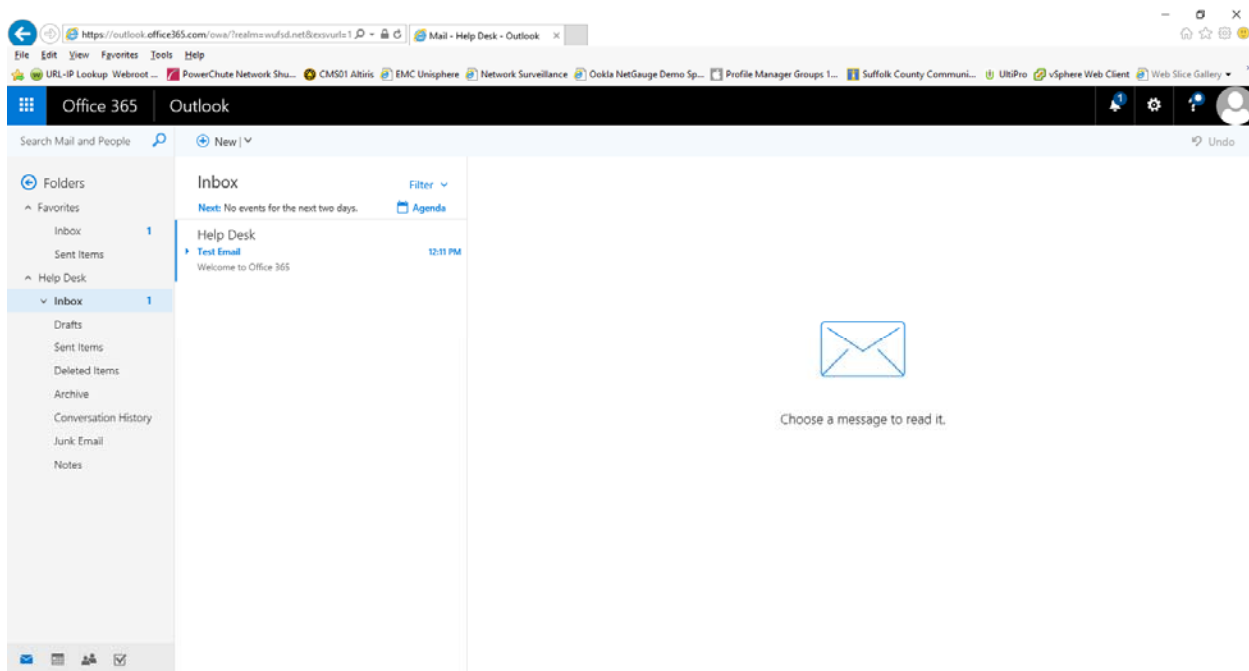 https://outlook.office365.com/owa/?realm=wufsd.net&exsvurl=1
Mail - Help Desk - Outlook
File Edit View Favorites Tools Help
URL-IP Lookup Webroot ... PowerChute Network Shu... CMS01 Altiris EMC Unisphere Network Surveillance Ookla NetGauge Demo Sp... Profile Manager Groups 1... Suffolk County Communi... UltiPro vSphere Web Client Web Slice Gallery
Office 365 Outlook 1 ?
Search Mail and People New Undo
Folders
Favorites
Inbox 1
Sent Items
Help Desk
Inbox 1
Drafts
Sent Items
Deleted Items
Archive
Conversation History
Junk Email
Notes
Inbox Filter
Next: No events for the next two days. Agenda
Help Desk
Test Email 12:11 PM
Welcome to Office 365
Choose a message to read it.